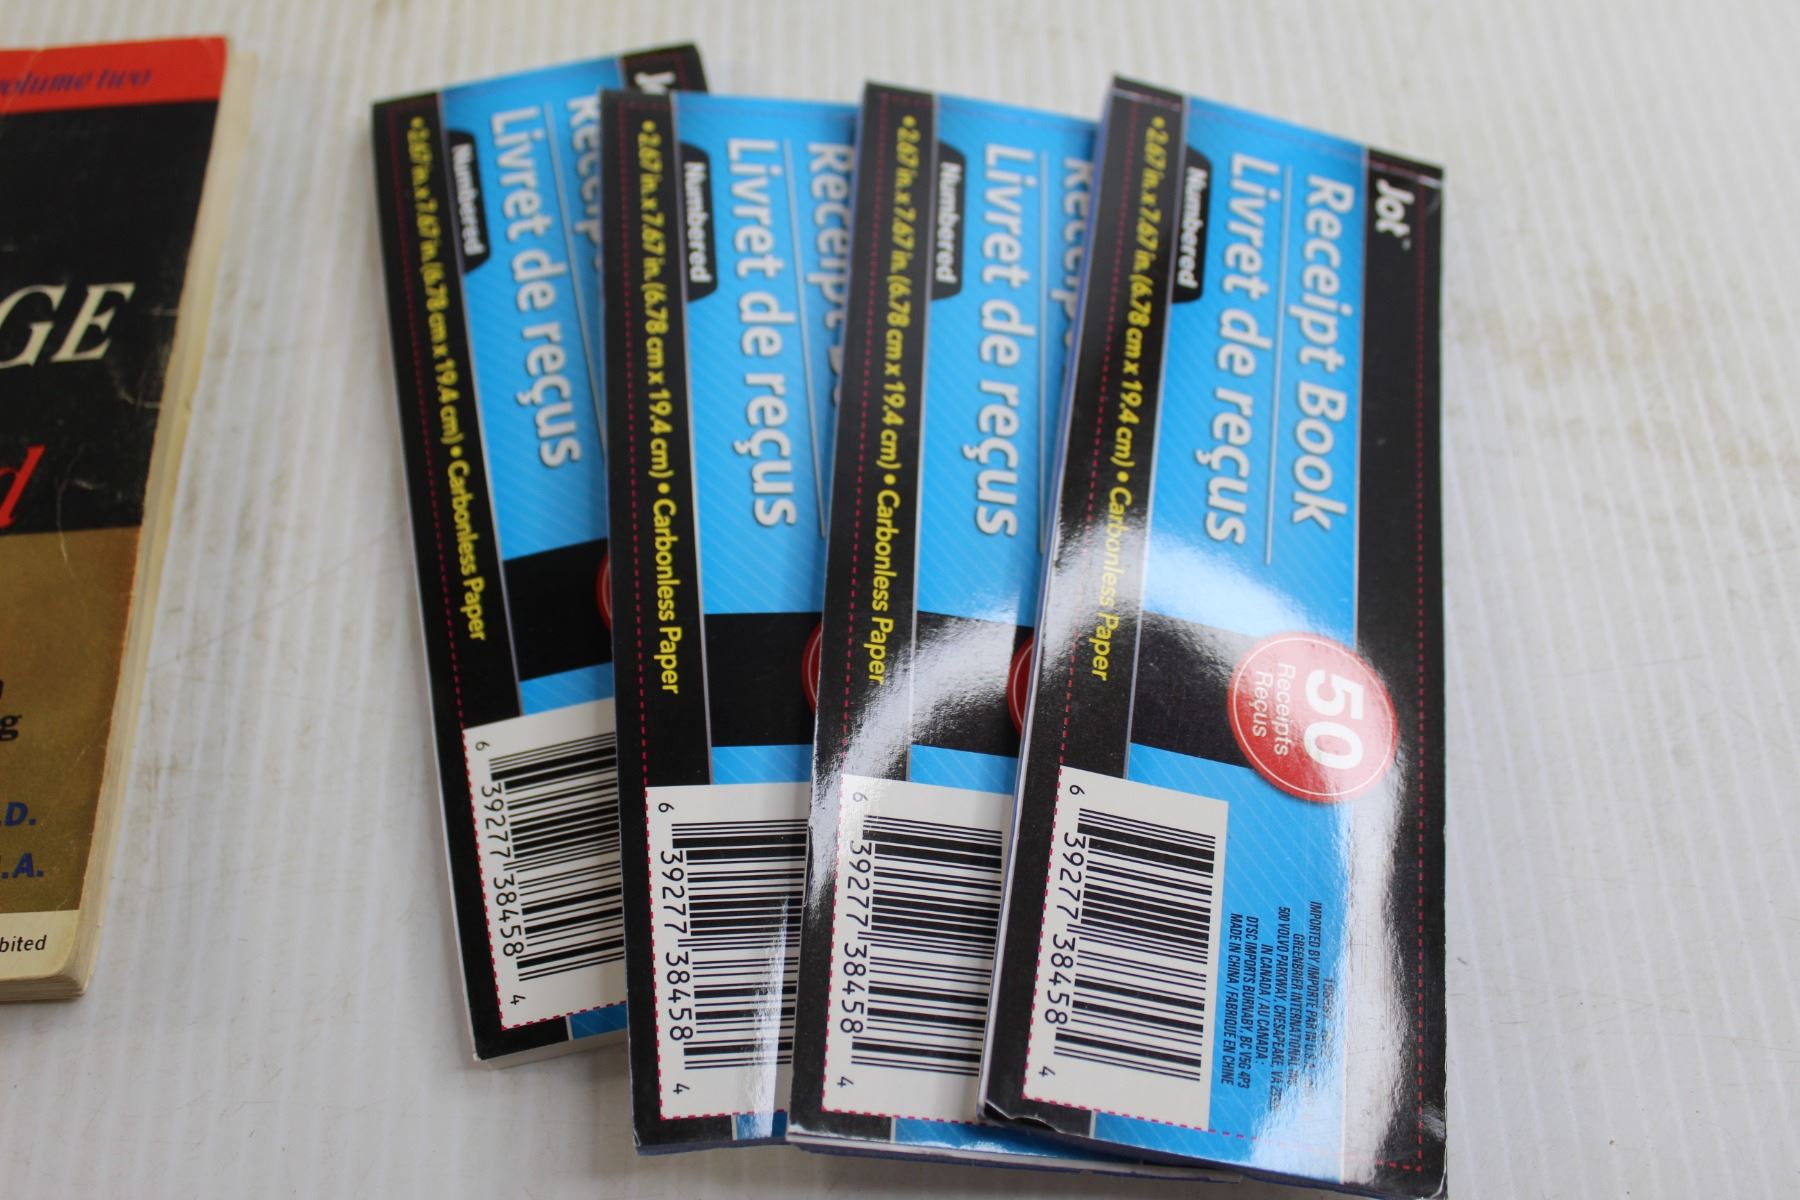 volume two
GE
d
g
.D.
.A.
bited
Livret de reçus
Numbered
•2.67 in. x 7.67 in. (6.78 cm x 19.4 cm) • Carbonless Paper
6 39277 38458 4
Livret de reçus
Numbered
•2.67 in. x 7.67 in. (6.78 cm x 19.4 cm) • Carbonless Paper
6 39277 38458 4
Livret de reçus
Numbered
•2.67 in. x 7.67 in. (6.78 cm x 19.4 cm) • Carbonless Paper
6 39277 38458 4
Jot™
Receipt Book
Livret de reçus
Numbered
•2.67 in. x 7.67 in. (6.78 cm x 19.4 cm) • Carbonless Paper
50
Receipts
Reçus
IMPORTED BY / IMPORTÉ PAR
GREENBRIER INTERNATIONAL
500 VOLVO PARKWAY, CHESAPEAKE, VA
IN CANADA / AU CANADA:
DTSC IMPORTS BURNABY, BC V5G 4P3
MADE IN CHINA / FABRIQUÉ EN CHINE
6 39277 38458 4